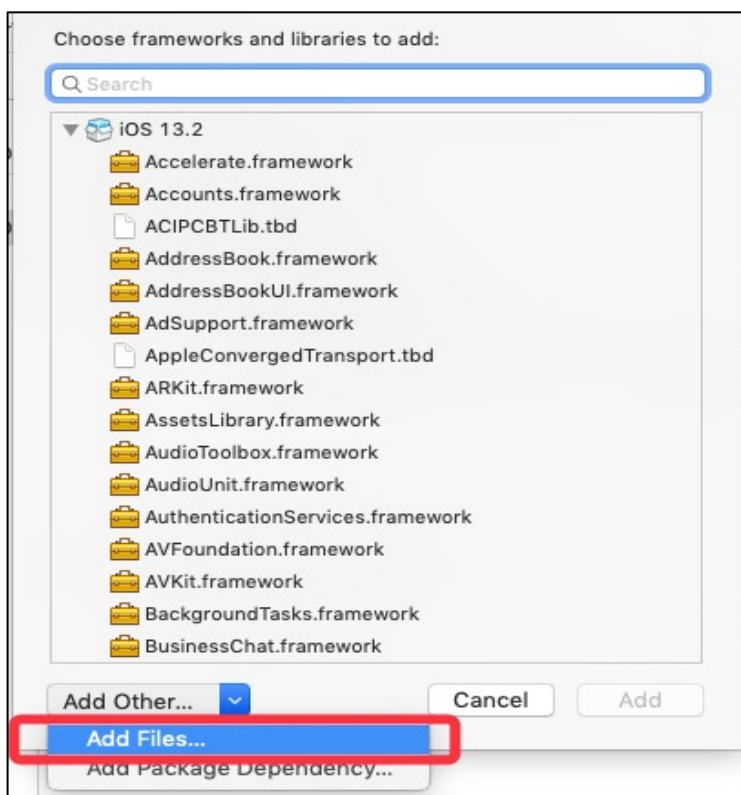 Choose frameworks and libraries to add:
Search
iOS 13.2
Accelerate.framework
Accounts.framework
ACIPCBTLib.tbd
AddressBook.framework
AddressBookUI.framework
AdSupport.framework
AppleConvergedTransport.tbd
ARKit.framework
AssetsLibrary.framework
AudioToolbox.framework
AudioUnit.framework
AuthenticationServices.framework
AVFoundation.framework
AVKit.framework
BackgroundTasks.framework
BusinessChat.framework
Add Other... Cancel Add
Add Files...
Add Package Dependency...